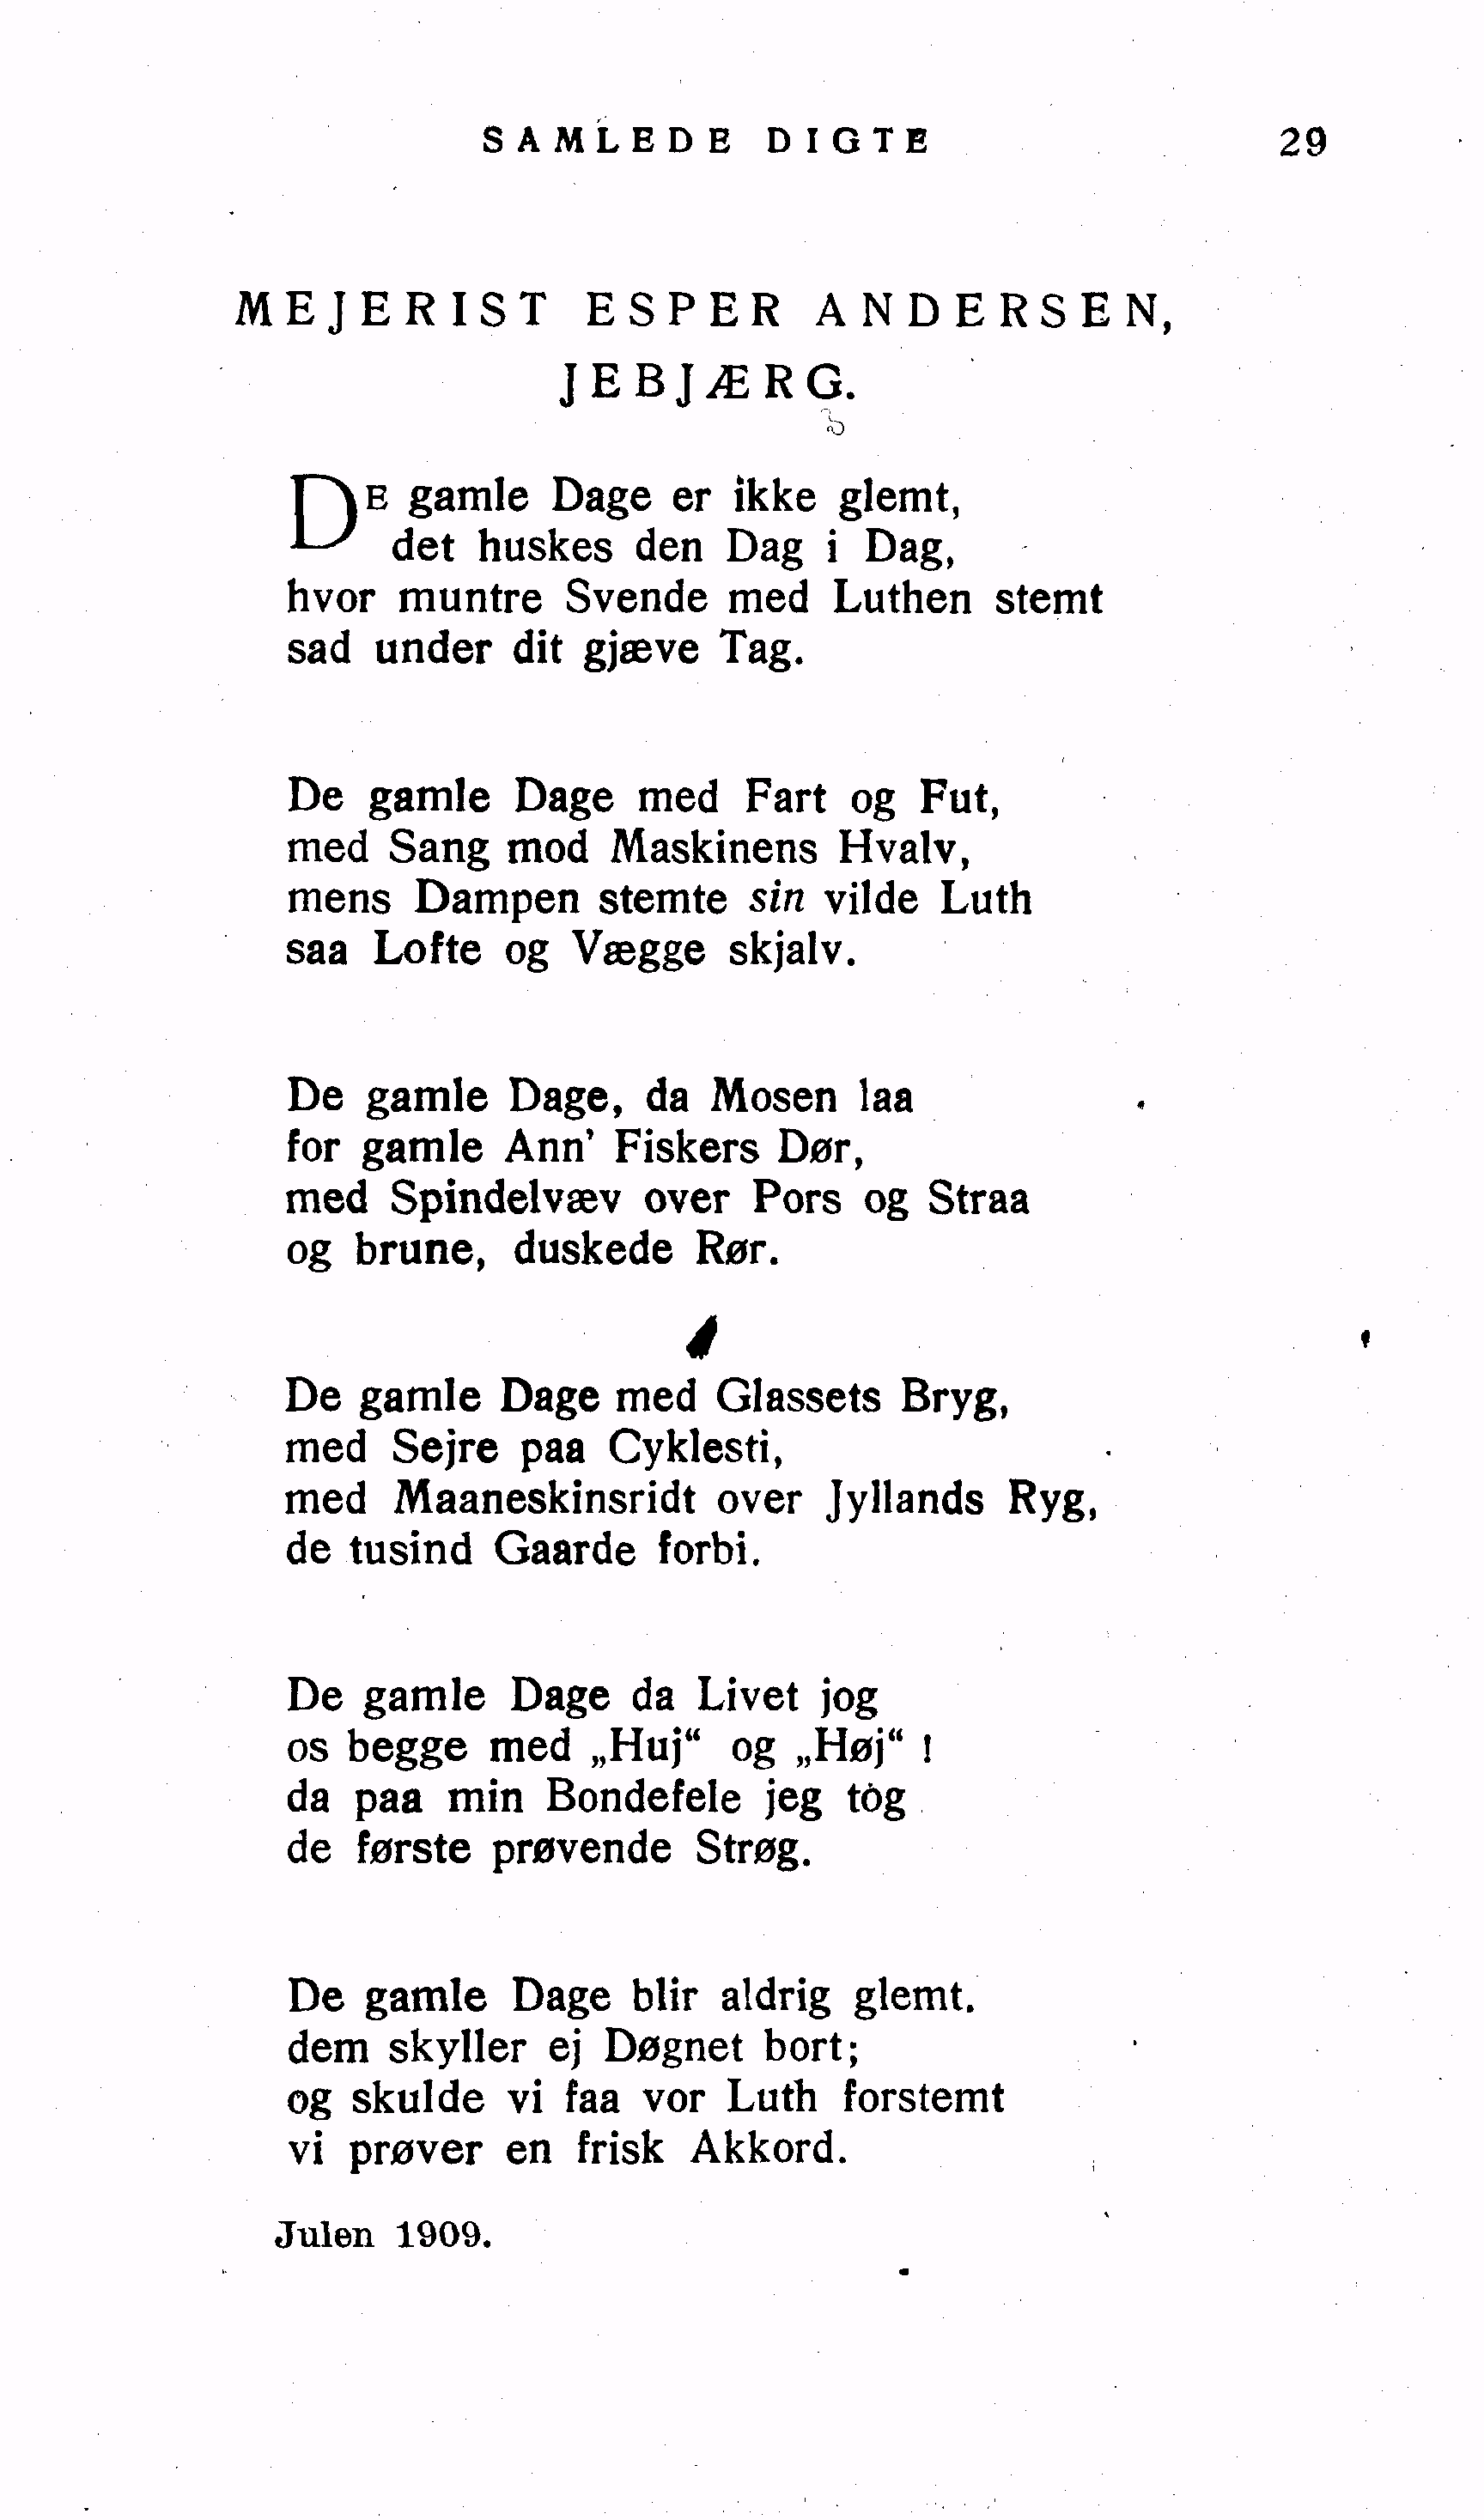 SAMLEDE DIGTE 29
MEJERIST ESPER ANDERSEN,
JEBJÆRG.
DE gamle Dage er ikke glemt,
det huskes den Dag i Dag,
hvor muntre Svende med Luthen stemt
sad under dit gjæve Tag.
De gamle Dage med Fart og Fut,
med Sang mod Maskinens Hvalv,
mens Dampen stemte sin vilde Luth
saa Lofte og Vægge skjalv.
De gamle Dage, da Mosen laa
for gamle Ann' Fiskers Dør,
med Spindelvæv over Pors og Straa
og brune, duskede Rør.
De gamle Dage med Glassets Bryg,
med Sejre paa Cyklesti,
med Maaneskinsridt over Jyllands Ryg,
de tusind Gaarde forbi.
De gamle Dage da Livet jog
os begge med „Huj“ og „Høj“ !
da paa min Bondefele jeg tòg
de første prøvende Strøg.
De gamle Dage blir aldrig glemt.
dem skyller ej Døgnet bort;
og skulde vi faa vor Luth forstemt
vi prøver en frisk Akkord.
Julen 1909.